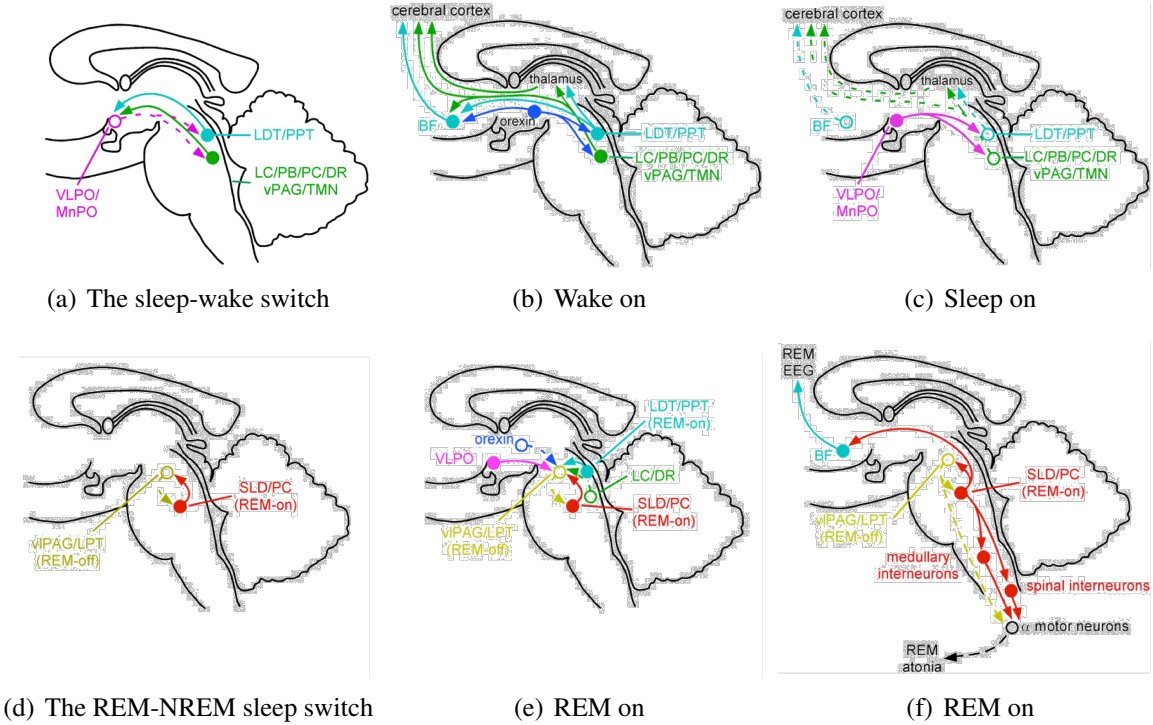 LDT/PPT
LC/PB/PC/DR
vPAG/TMN
VLPO/
MnPO
(a) The sleep-wake switch
cerebral cortex
thalamus
BF
orexin
LDT/PPT
LC/PB/PC/DR
vPAG/TMN
(b) Wake on
cerebral cortex
thalamus
BF
LDT/PPT
LC/PB/PC/DR
vPAG/TMN
VLPO/
MnPO
(c) Sleep on
SLD/PC
(REM-on)
vlPAG/LPT
(REM-off)
(d) The REM-NREM sleep switch
LDT/PPT
(REM-on)
orexin
VLPO
LC/DR
SLD/PC
(REM-on)
vlPAG/LPT
(REM-off)
(e) REM on
REM
EEG
BF
SLD/PC
(REM-on)
vlPAG/LPT
(REM-off)
medullary
interneurons
spinal interneurons
α motor neurons
REM
atonia
(f) REM on